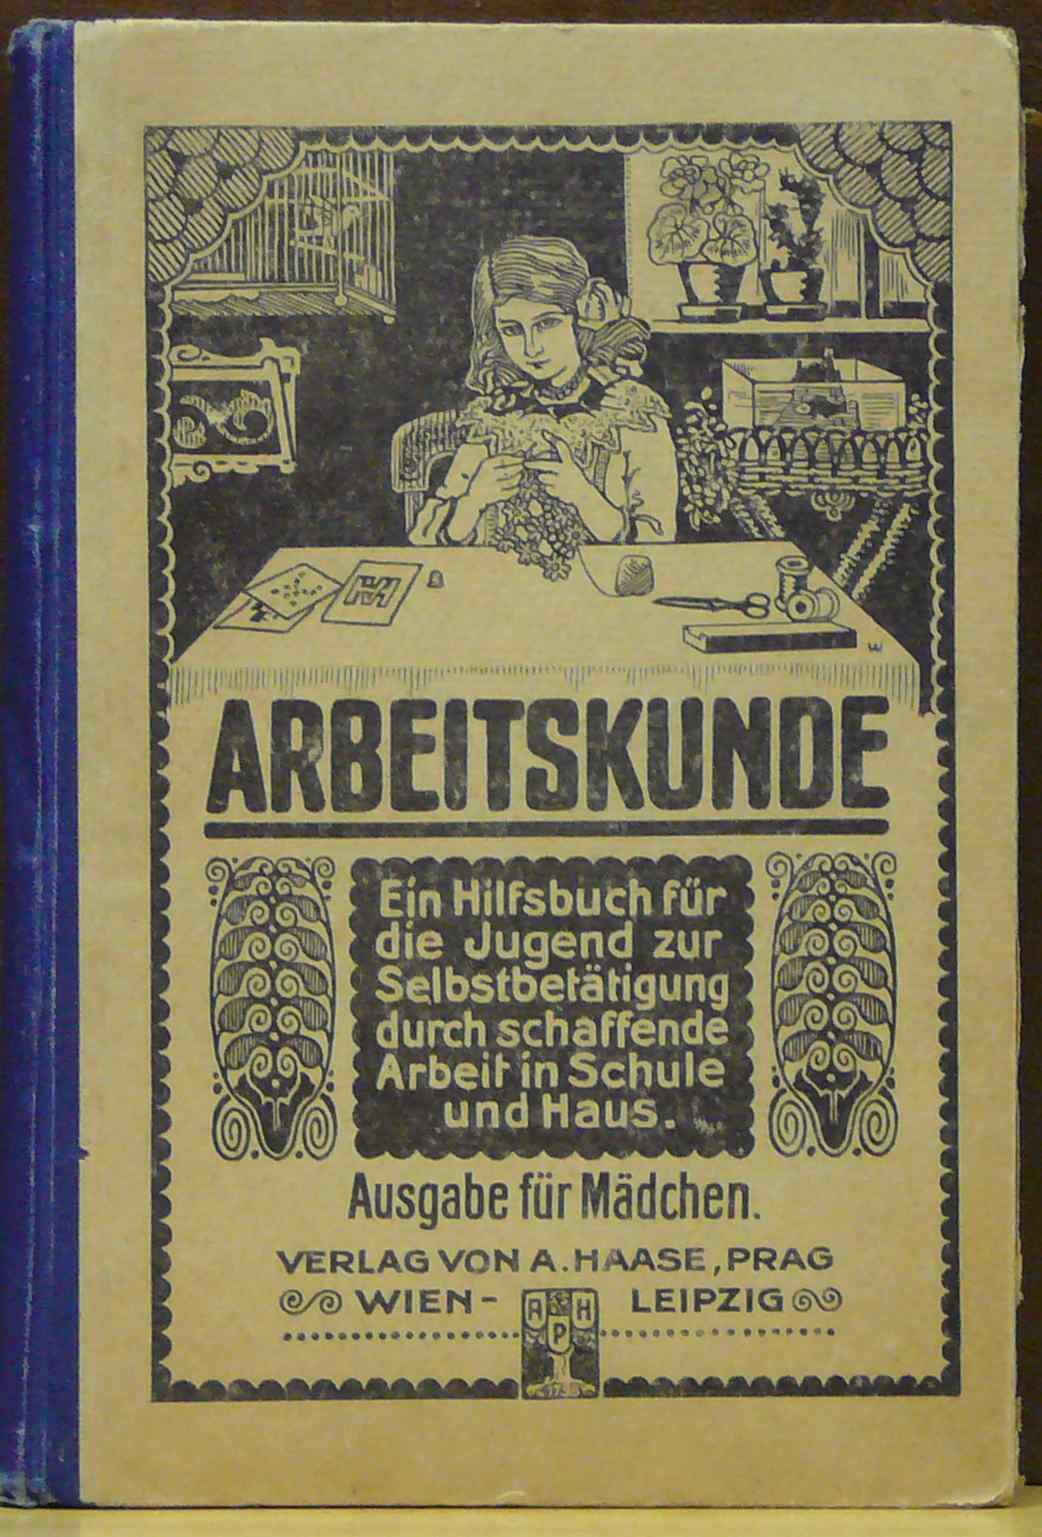 ARBEITSKUNDE
Ein Hilfsbuch für
die Jugend zur
Selbstbetätigung
durch schaffende
Arbeit in Schule
und Haus.
Ausgabe für Mädchen.
VERLAG VON A. HAASE, PRAG
WIEN- LEIPZIG
A & H
P